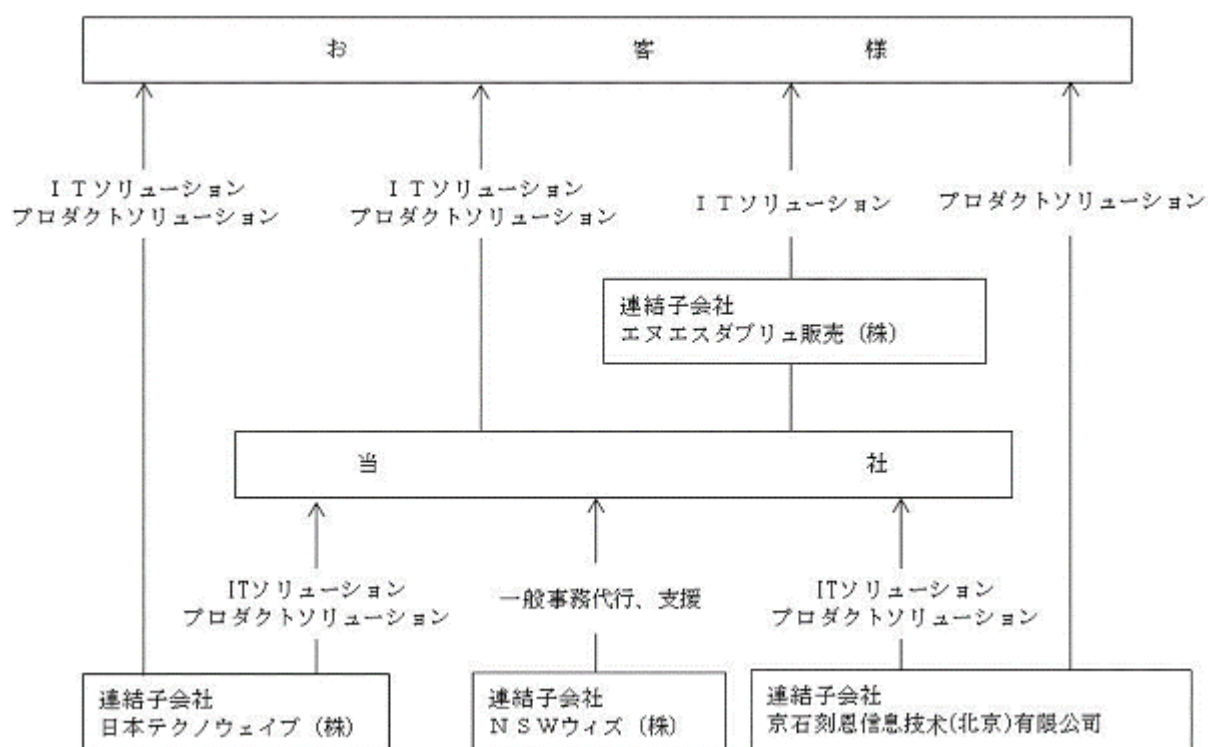 お客様
ＩＴソリューション
プロダクトソリューション
ＩＴソリューション
プロダクトソリューション
ＩＴソリューション
プロダクトソリューション
連結子会社
エヌエスダブリュ販売（株）
当社
ITソリューション
プロダクトソリューション
一般事務代行、支援
ITソリューション
プロダクトソリューション
連結子会社
日本テクノウェイブ（株）
連結子会社
ＮＳＷウィズ（株）
連結子会社
京石刻恩信息技术(北京)有限公司